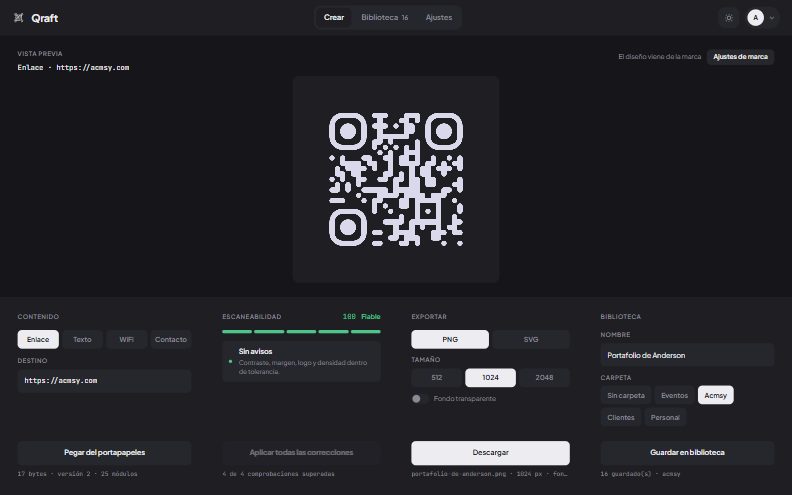 Qraft
Crear
Biblioteca 16
Ajustes
A
VISTA PREVIA
Enlace · https://acmsy.com
El diseño viene de la marca
Ajustes de marca
CONTENIDO
Enlace
Texto
WiFi
Contacto
DESTINO
https://acmsy.com
Pegar del portapapeles
17 bytes · versión 2 · 25 módulos
ESCANEABILIDAD
100 Fiable
Sin avisos
Contraste, margen, logo y densidad dentro
de tolerancia.
Aplicar todas las correcciones
4 de 4 comprobaciones superadas
EXPORTAR
PNG
SVG
TAMAÑO
512
1024
2048
Fondo transparente
Descargar
portafolio de anderson.png · 1024 px · fon…
BIBLIOTECA
NOMBRE
Portafolio de Anderson
CARPETA
Sin carpeta
Eventos
Acmsy
Clientes
Personal
Guardar en biblioteca
16 guardado(s) · acmsy